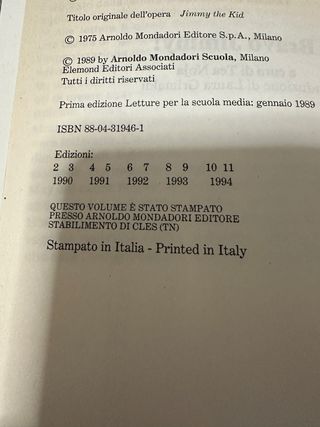 Titolo originale dell'opera Jimmy the Kid
© 1975 Arnoldo Mondadori Editore S.p.A., Milano
© 1989 by Arnoldo Mondadori Scuola, Milano
Elemond Editori Associati
Tutti i diritti riservati
Prima edizione Letture per la scuola media: gennaio 1989
ISBN 88-04-31946-1
Edizioni:
2 3 4 5 6 7 8 9 10 11
1990 1991 1992 1993 1994
QUESTO VOLUME È STATO STAMPATO
PRESSO ARNOLDO MONDADORI EDITORE
STABILIMENTO DI CLES (TN)
Stampato in Italia - Printed in Italy